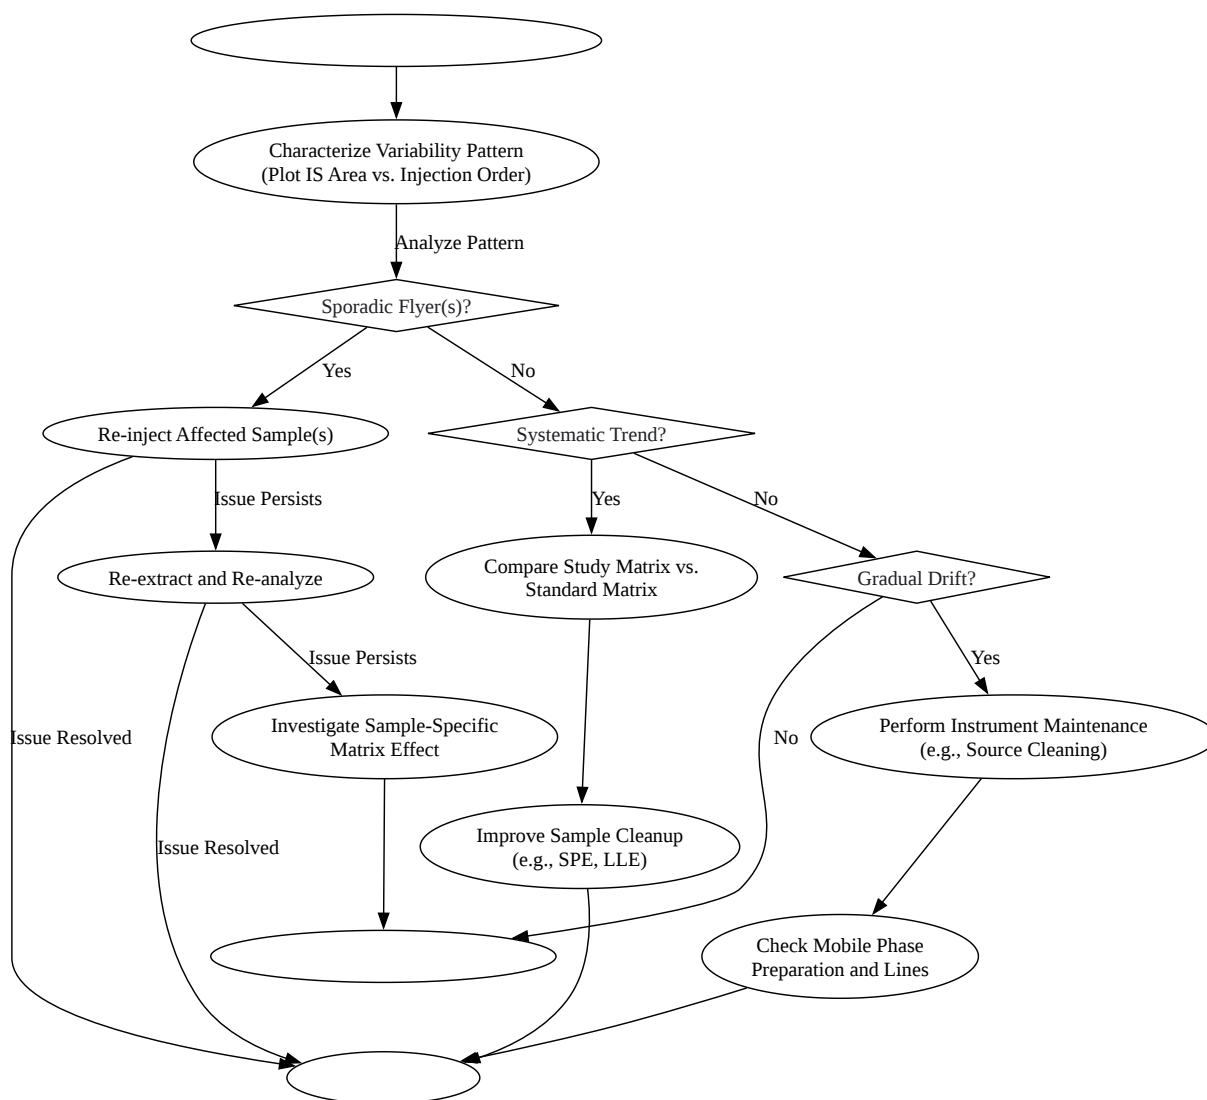 Characterize Variability Pattern
(Plot IS Area vs. Injection Order)
Analyze Pattern
Sporadic Flyer(s)?
Yes
No
Re-inject Affected Sample(s)
Systematic Trend?
Issue Persists
Yes
No
Re-extract and Re-analyze
Compare Study Matrix vs.
Standard Matrix
Gradual Drift?
Issue Persists
Yes
Issue Resolved
Investigate Sample-Specific
Matrix Effect
No
Perform Instrument Maintenance
(e.g., Source Cleaning)
Issue Resolved
Improve Sample Cleanup
(e.g., SPE, LLE)
Check Mobile Phase
Preparation and Lines